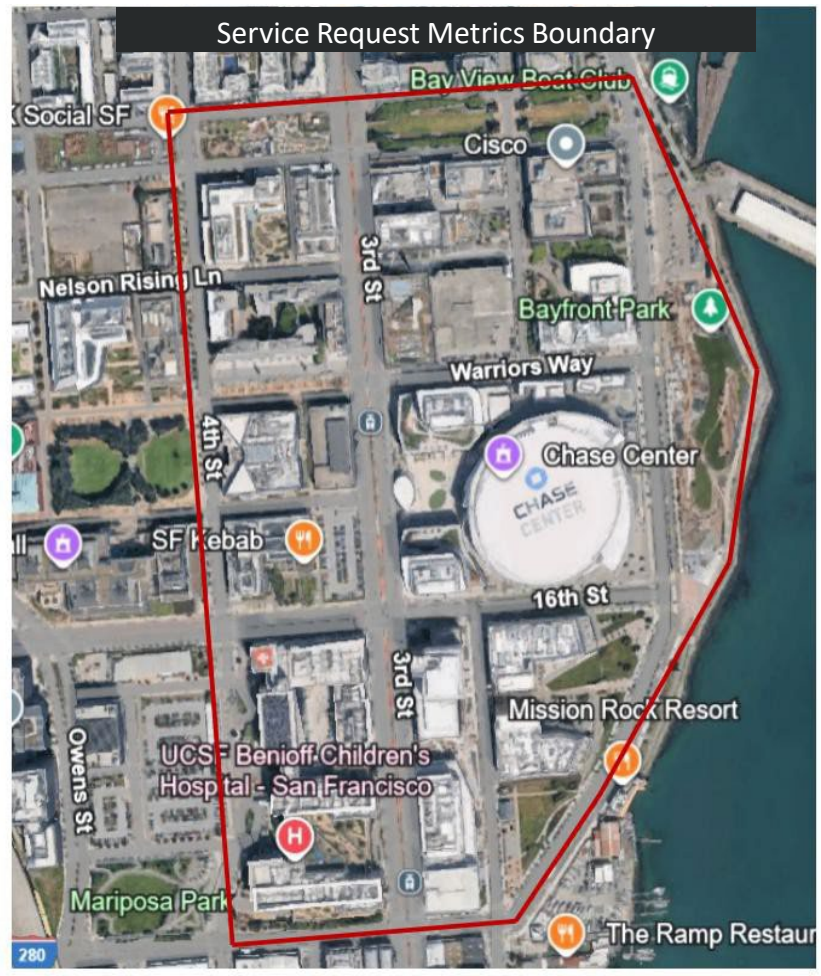 Service Request Metrics Boundary
Bay View Boat Club
Social SF
Cisco
3rd St
Nelson Rising Ln
Bayfront Park
Warriors Way
4th St
Chase Center
CHASE
CENTER
SF Kebab
16th St
3rd St
Mission Rock Resort
Owens St
UCSF Benioff Children's
Hospital - San Francisco
H
Mariposa Park
The Ramp Restaur
280